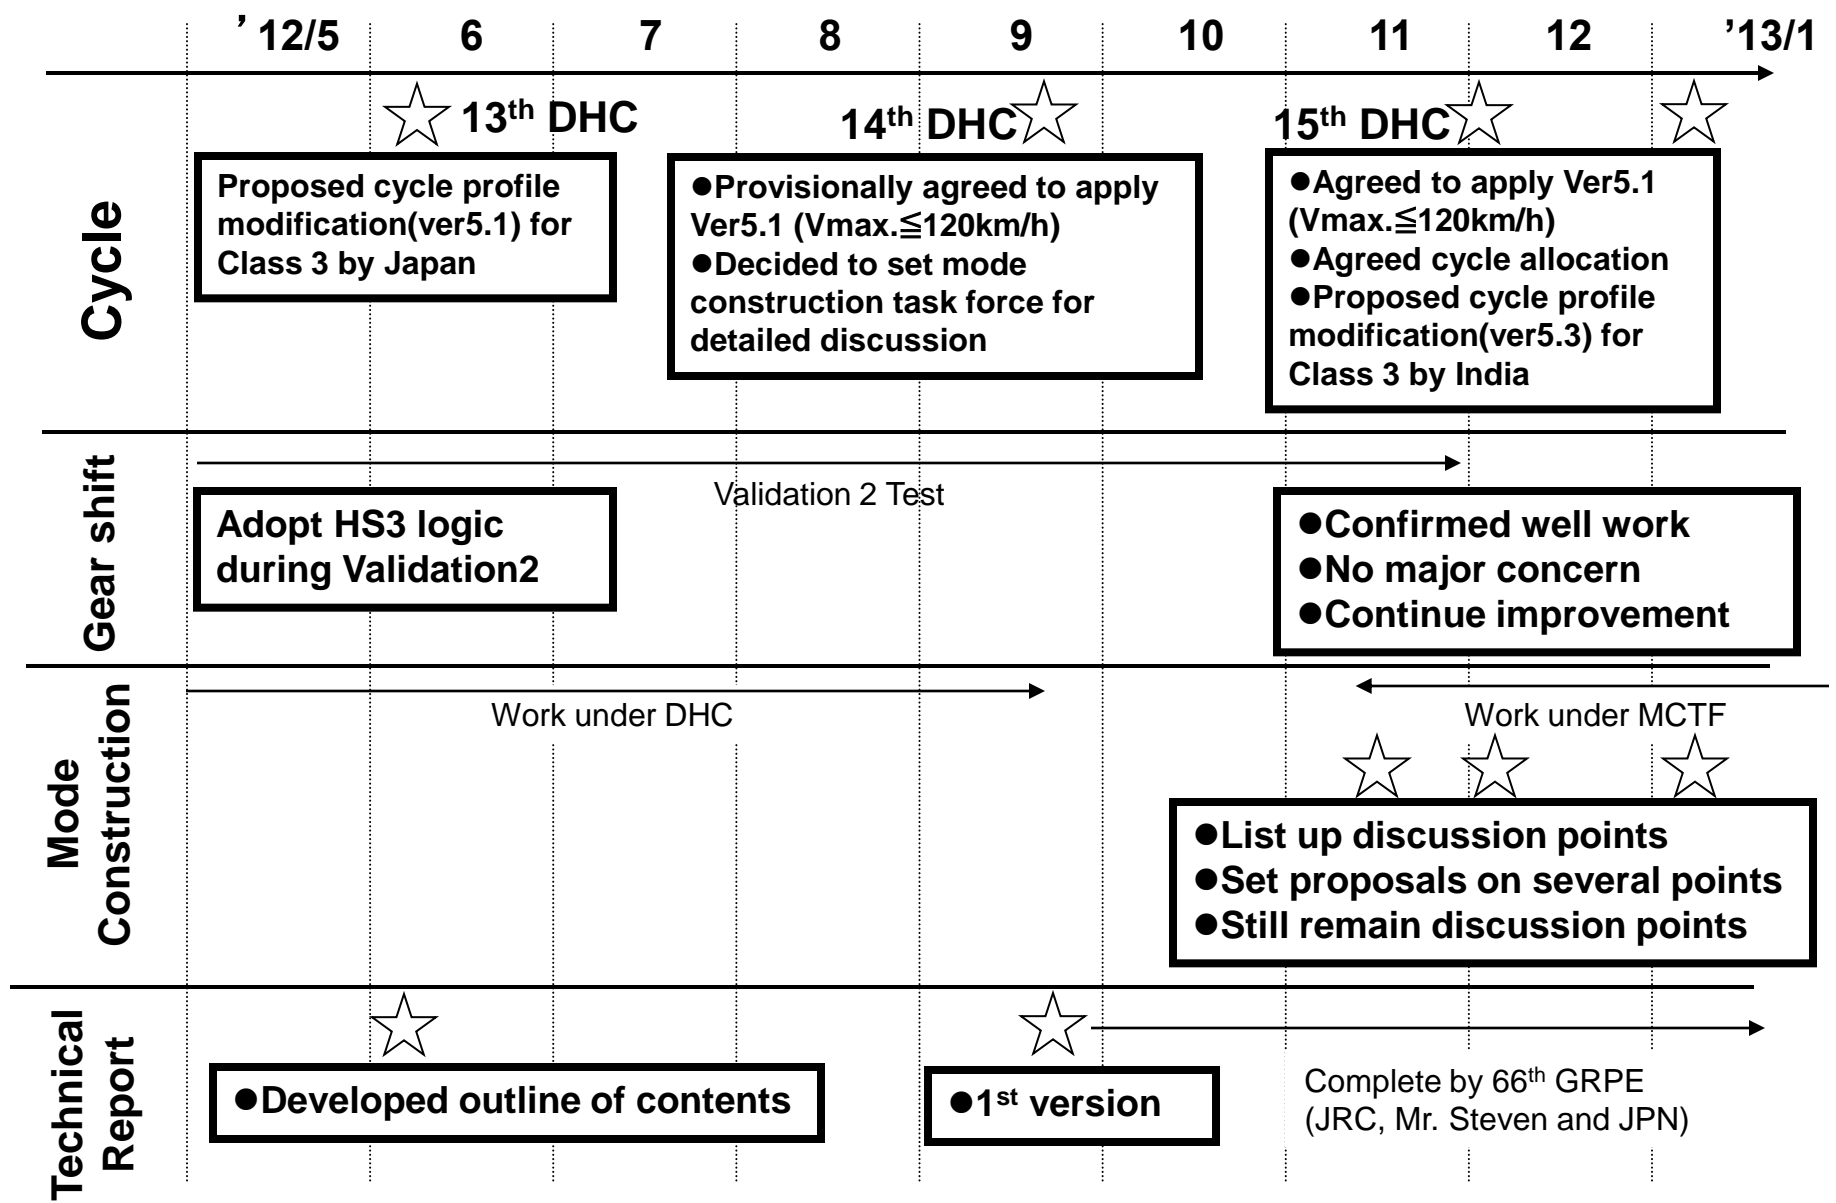 ’12/5 6 7 8 9 10 11 12 ’13/1
Cycle
13th DHC
14th DHC
15th DHC
Proposed cycle profile
modification(ver5.1) for
Class 3 by Japan
●Provisionally agreed to apply
Ver5.1 (Vmax.≦120km/h)
●Decided to set mode
construction task force for
detailed discussion
●Agreed to apply Ver5.1
(Vmax.≦120km/h)
●Agreed cycle allocation
●Proposed cycle profile
modification(ver5.3) for
Class 3 by India
Gear shift
Validation 2 Test
Adopt HS3 logic
during Validation2
●Confirmed well work
●No major concern
●Continue improvement
Mode
Construction
Work under DHC
Work under MCTF
●List up discussion points
●Set proposals on several points
●Still remain discussion points
Technical
Report
●Developed outline of contents
●1st version
Complete by 66th GRPE
(JRC, Mr. Steven and JPN)